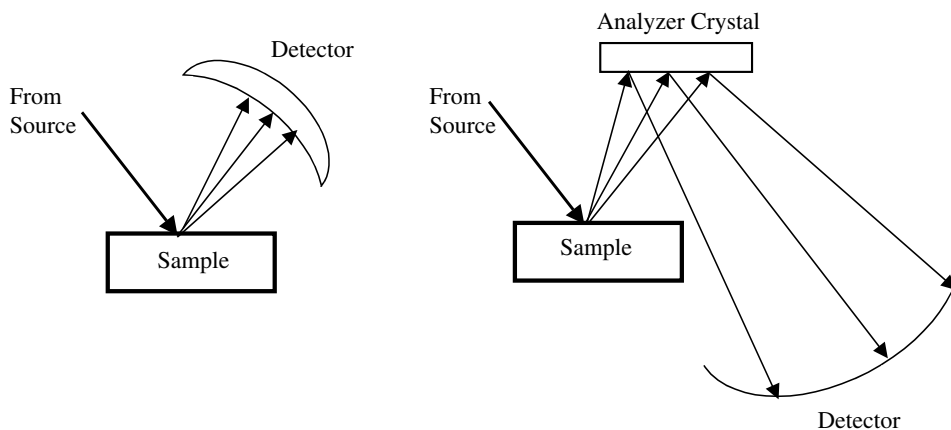 Detector
From
Source
Sample
Analyzer Crystal
From
Source
Sample
Detector